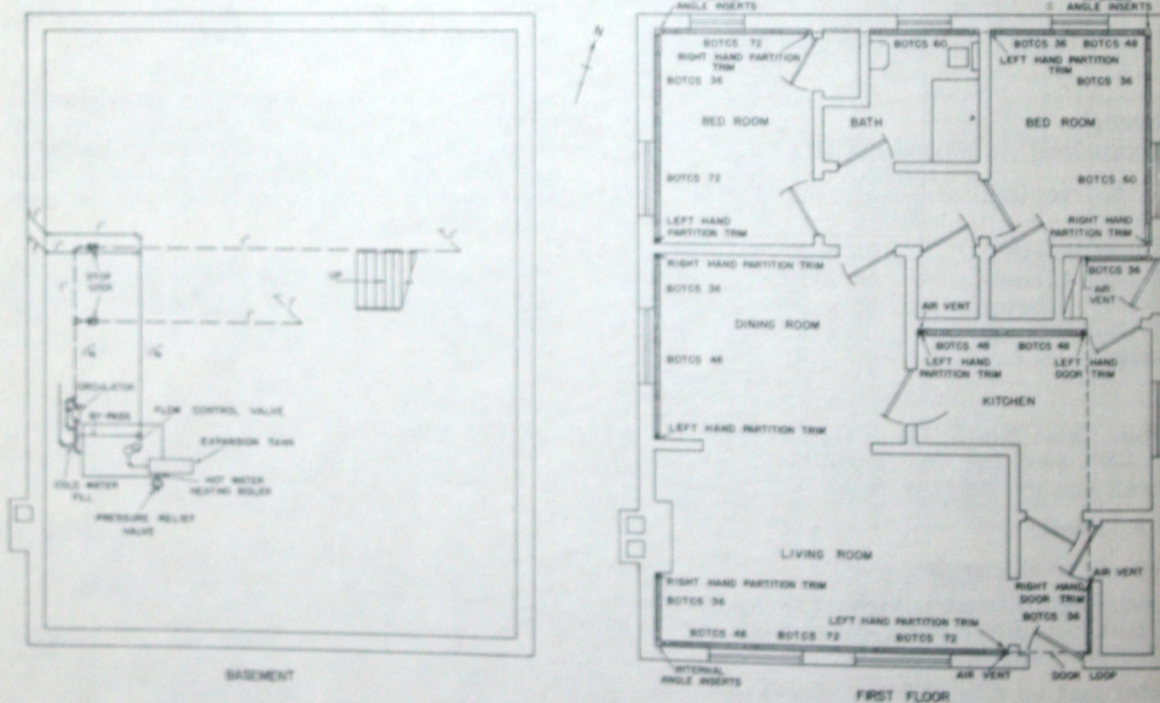 N
STOP
COCK
UP
CIRCULATOR
BY-PASS
FLOW CONTROL VALVE
EXPANSION TANK
COLD WATER
FILL
HOT WATER
HEATING BOILER
PRESSURE RELIEF
VALVE
BASEMENT
ANGLE INSERTS
ANGLE INSERTS
BOTCS 72
RIGHT HAND PARTITION
TRIM
BOTCS 36
BED ROOM
BOTCS 72
LEFT HAND
PARTITION TRIM
BOTCS 60
BATH
BOTCS 36
BOTCS 48
LEFT HAND PARTITION
TRIM
BOTCS 36
BED ROOM
BOTCS 60
RIGHT HAND
PARTITION TRIM
RIGHT HAND PARTITION TRIM
BOTCS 36
DINING ROOM
BOTCS 48
LEFT HAND PARTITION TRIM
BOTCS 36
AIR
VENT
AIR VENT
BOTCS 48
BOTCS 48
LEFT HAND
PARTITION TRIM
LEFT HAND
DOOR TRIM
KITCHEN
LIVING ROOM
RIGHT HAND PARTITION TRIM
BOTCS 36
AIR VENT
RIGHT HAND
DOOR TRIM
BOTCS 36
LEFT HAND PARTITION TRIM
BOTCS 48
BOTCS 72
BOTCS 72
INTERNAL
ANGLE INSERTS
AIR VENT
DOOR LOOP
FIRST FLOOR